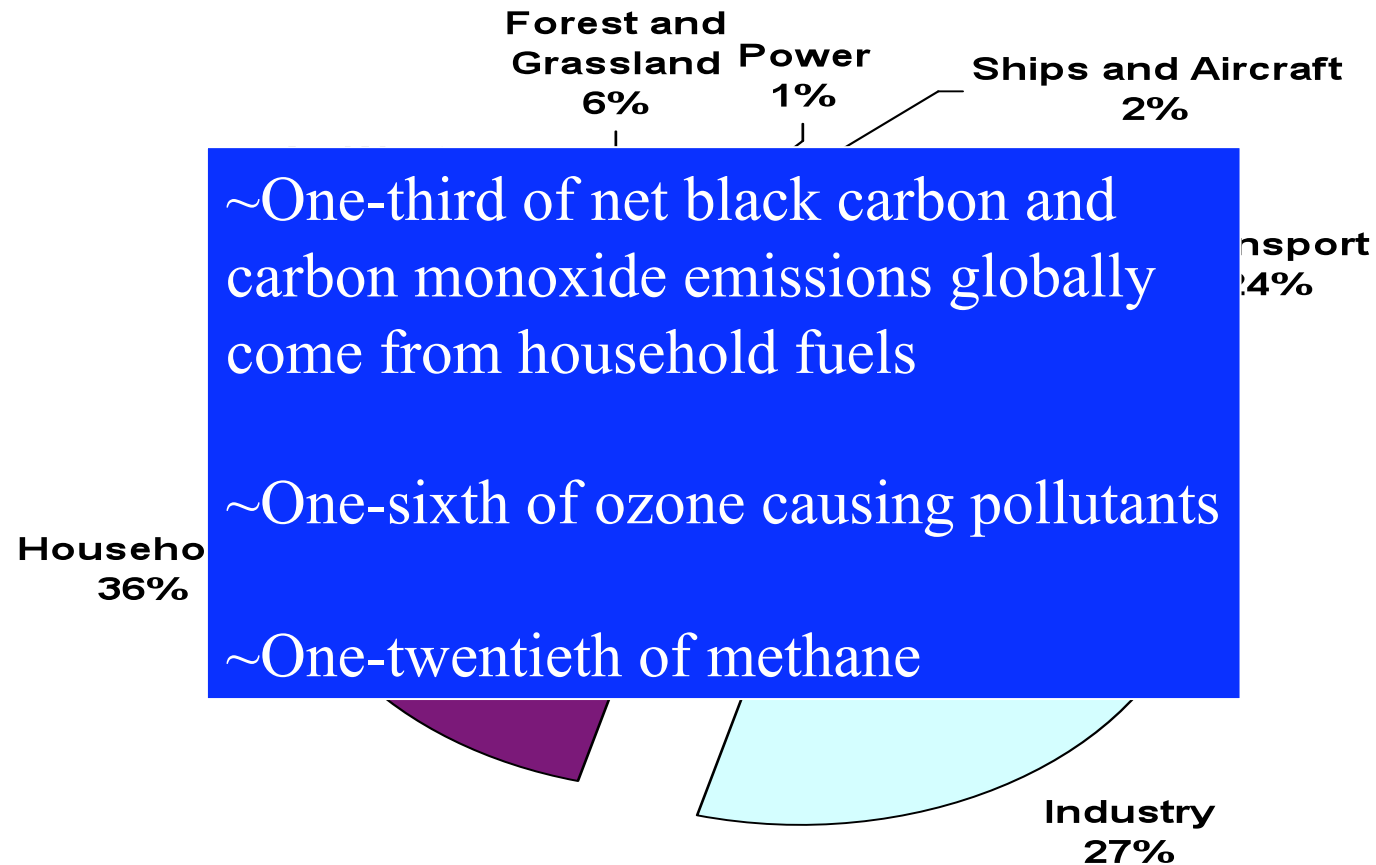 Forest and
Grassland
6%
Power
1%
Ships and Aircraft
2%
~One-third of net black carbon and
carbon monoxide emissions globally
come from household fuels
~One-sixth of ozone causing pollutants
~One-twentieth of methane
nsport
24%
Househo
36%
Industry
27%